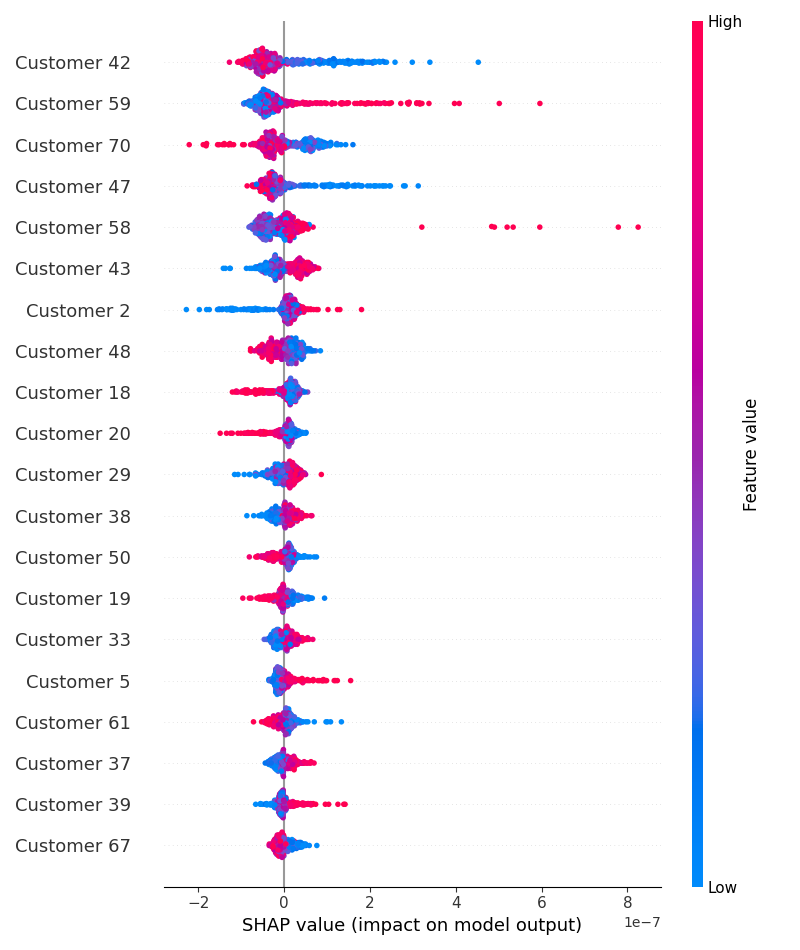 High
Customer 42
Customer 59
Customer 70
Customer 47
Customer 58
Customer 43
Customer 2
Customer 48
Customer 18
Customer 20
Customer 29
Customer 38
Customer 50
Customer 19
Customer 33
Customer 5
Customer 61
Customer 37
Customer 39
Customer 67
Feature value
Low
−2 0 2 4 6 8
1e−7
SHAP value (impact on model output)